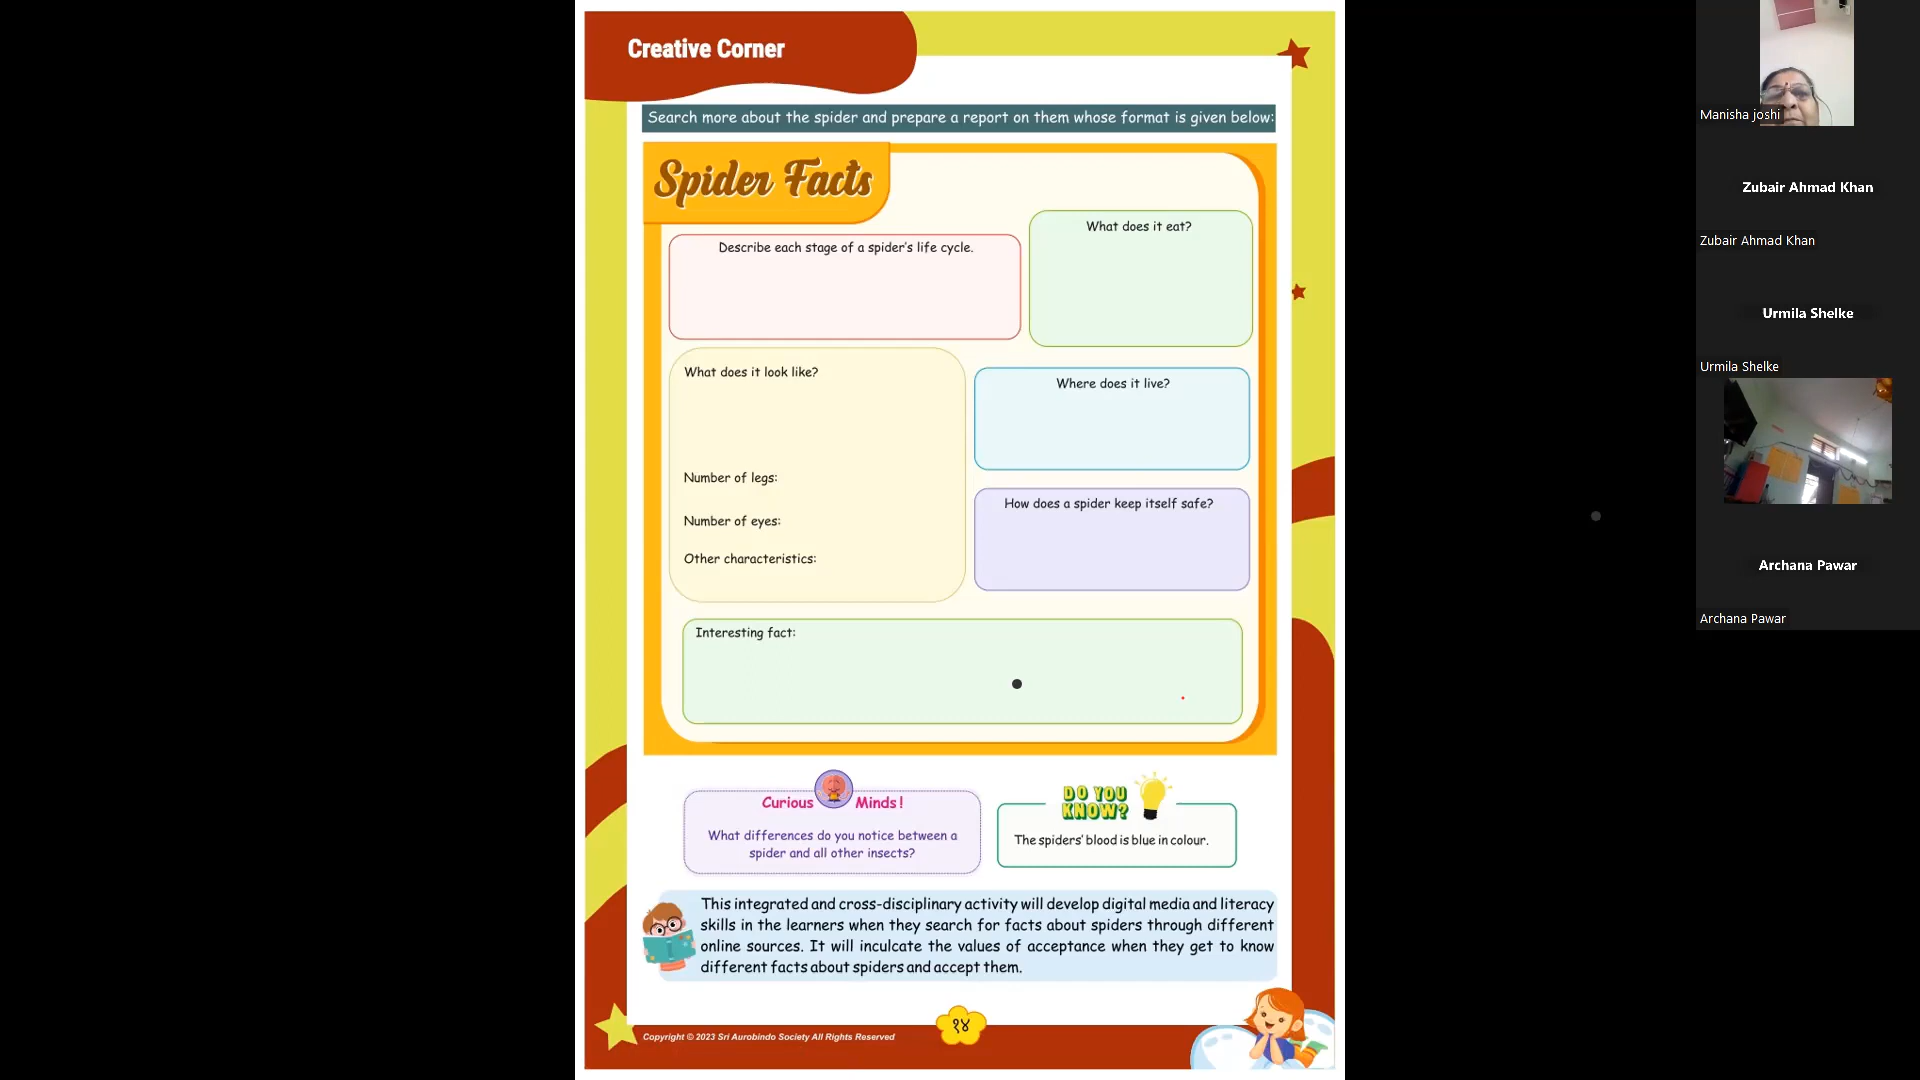 Creative Corner
Search more about the spider and prepare a report on them whose format is given below:
Spider Facts
Describe each stage of a spider's life cycle.
What does it eat?
What does it look like?
Number of legs:
Number of eyes:
Other characteristics:
Where does it live?
How does a spider keep itself safe?
Interesting fact:
Curious Minds!
What differences do you notice between a
spider and all other insects?
DO YOU
KNOW?
The spiders' blood is blue in colour.
This integrated and cross-disciplinary activity will develop digital media and literacy
skills in the learners when they search for facts about spiders through different
online sources. It will inculcate the values of acceptance when they get to know
different facts about spiders and accept them.
Copyright © 2023 Sri Aurobindo Society All Rights Reserved
१४
Manisha joshi
Zubair Ahmad Khan
Zubair Ahmad Khan
Urmila Shelke
Urmila Shelke
Archana Pawar
Archana Pawar